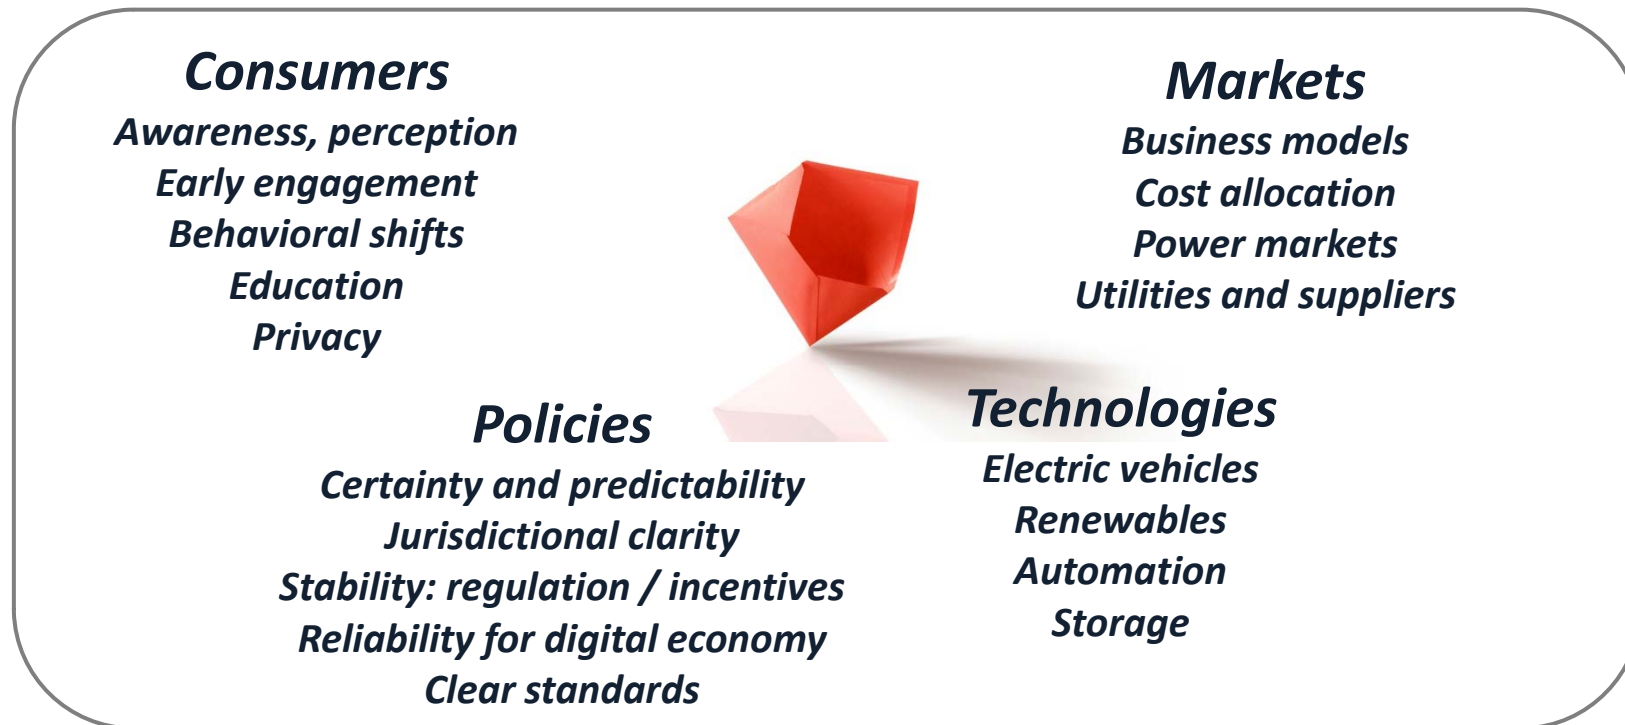 Consumers
Awareness, perception
Early engagement
Behavioral shifts
Education
Privacy
Markets
Business models
Cost allocation
Power markets
Utilities and suppliers
Policies
Certainty and predictability
Jurisdictional clarity
Stability: regulation / incentives
Reliability for digital economy
Clear standards
Technologies
Electric vehicles
Renewables
Automation
Storage